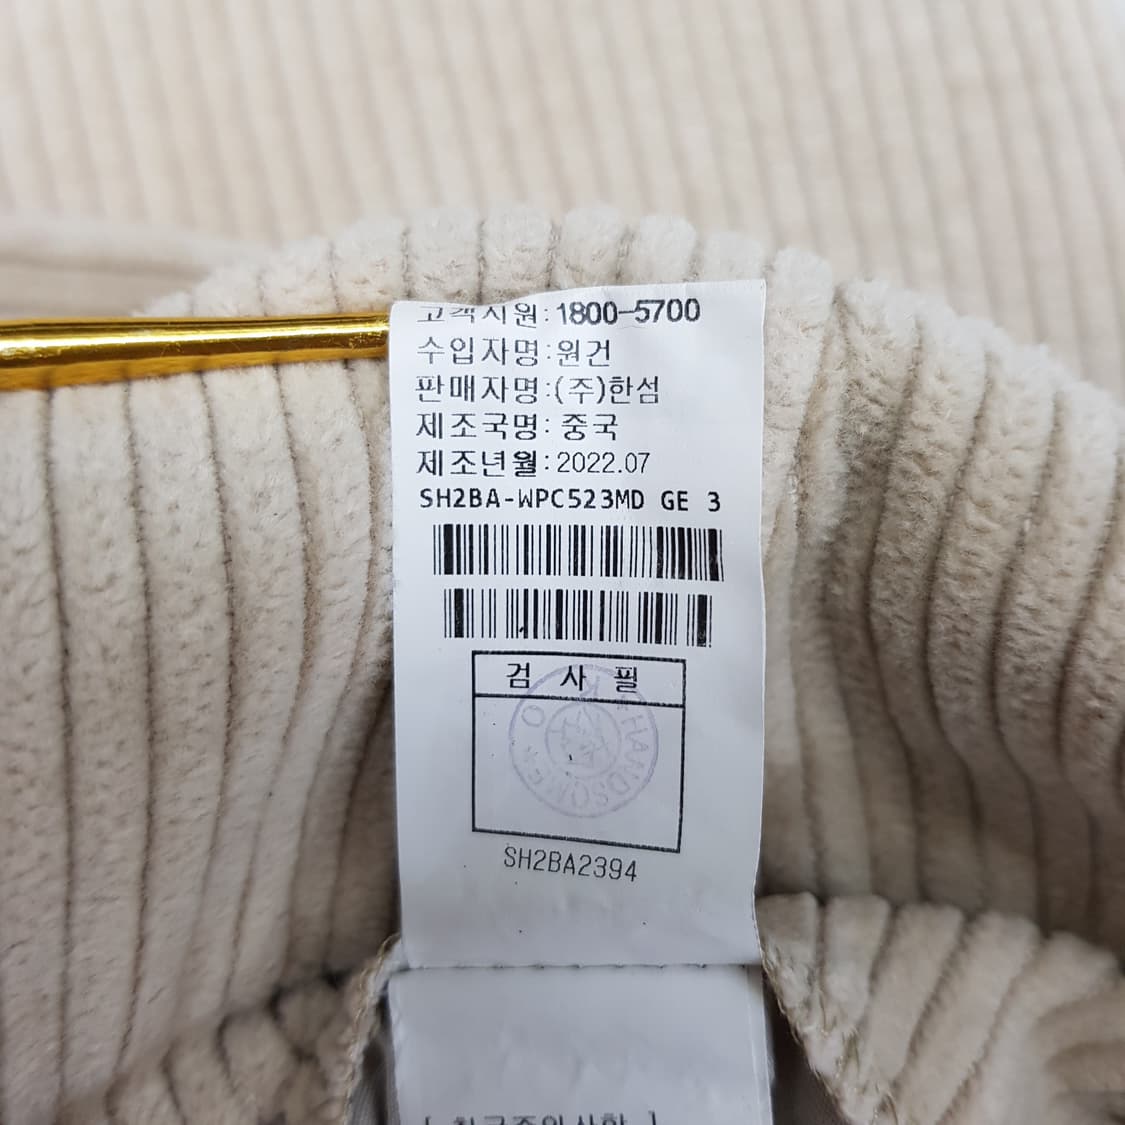 고객지원:1800-5700
수입자명:원건
판매자명:(주)한섬
제조국명:중국
제조년월:2022.07
SH2BA-WPC523MD GE 3
검 사 필
HANDSOME
O K
SH2BA2394